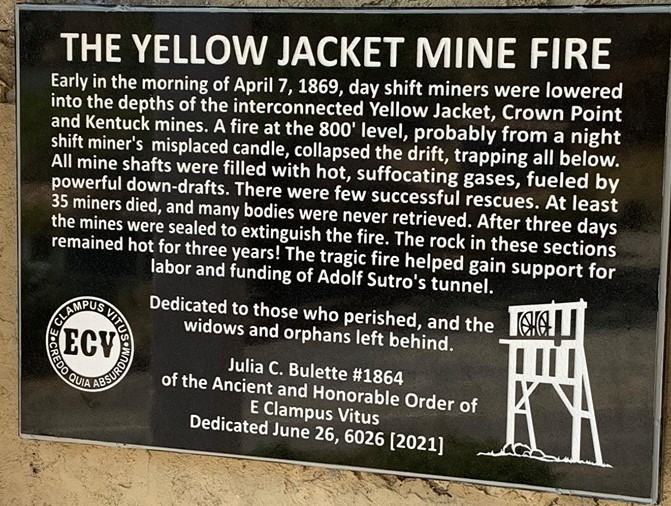 THE YELLOW JACKET MINE FIRE
Early in the morning of April 7, 1869, day shift miners were lowered
into the depths of the interconnected Yellow Jacket, Crown Point
and Kentuck mines. A fire at the 800' level, probably from a night
shift miner's misplaced candle, collapsed the drift, trapping all below.
All mine shafts were filled with hot, suffocating gases, fueled by
powerful down-drafts. There were few successful rescues. At least
35 miners died, and many bodies were never retrieved. After three days
the mines were sealed to extinguish the fire. The rock in these sections
remained hot for three years! The tragic fire helped gain support for
labor and funding of Adolf Sutro's tunnel.
Dedicated to those who perished, and the
widows and orphans left behind.
E CLAMPUS VITUS
ECV
CREDO QUIA ABSURDUM
Julia C. Bulette #1864
of the Ancient and Honorable Order of
E Clampus Vitus
Dedicated June 26, 6026 [2021]